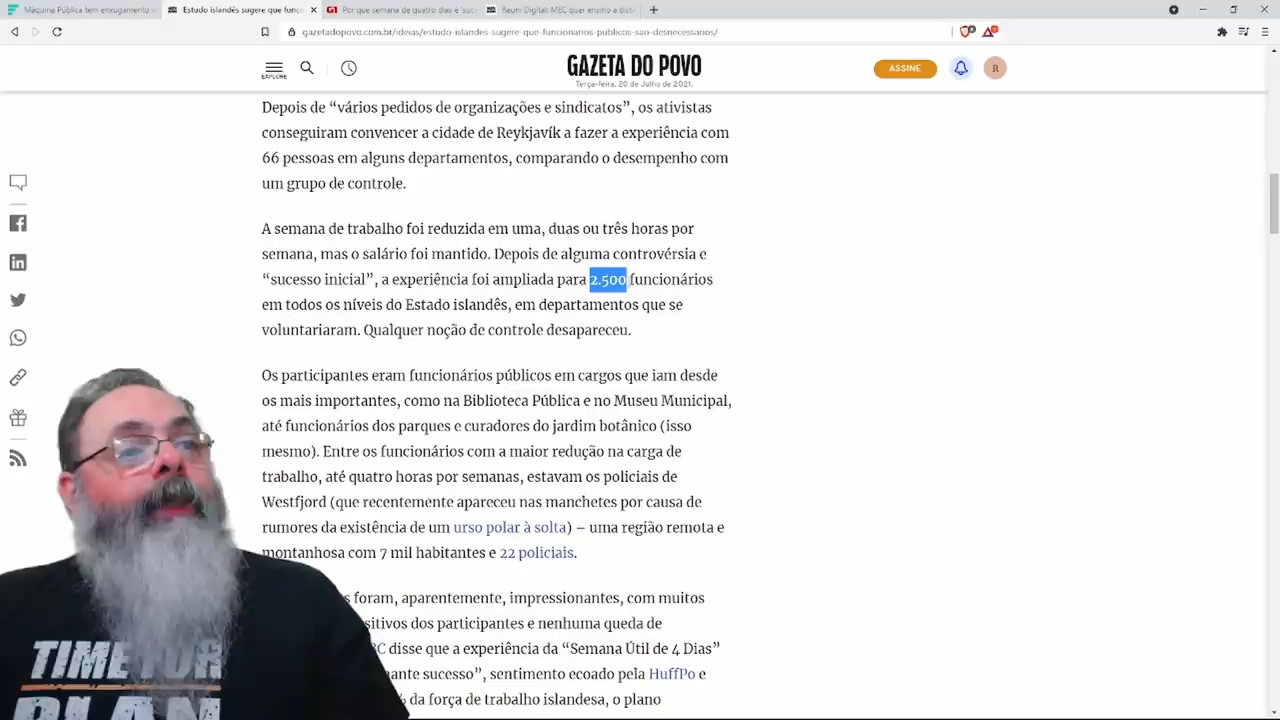 Máquina Pública tem enxugamento
Estudo islandês sugere que func
Por que semana de quatro dias é 'suc
Reuni Digital: MEC quer ensino a dist
gazetadopovo.com.br/ideias/estudo-islandes-sugere-que-funcionarios-publicos-sao-desnecessarios/
EXPLORE
GAZETA DO POVO
Terça-feira, 20 de Julho de 2021.
ASSINE
R
Depois de “vários pedidos de organizações e sindicatos”, os ativistas
conseguiram convencer a cidade de Reykjavík a fazer a experiência com
66 pessoas em alguns departamentos, comparando o desempenho com
um grupo de controle.
A semana de trabalho foi reduzida em uma, duas ou três horas por
semana, mas o salário foi mantido. Depois de alguma controvérsia e
“sucesso inicial”, a experiência foi ampliada para 2.500 funcionários
em todos os níveis do Estado islandês, em departamentos que se
voluntariaram. Qualquer noção de controle desapareceu.
Os participantes eram funcionários públicos em cargos que iam desde
os mais importantes, como na Biblioteca Pública e no Museu Municipal,
até funcionários dos parques e curadores do jardim botânico (isso
mesmo). Entre os funcionários com a maior redução na carga de
trabalho, até quatro horas por semanas, estavam os policiais de
Westfjord (que recentemente apareceu nas manchetes por causa de
rumores da existência de um urso polar à solta) – uma região remota e
montanhosa com 7 mil habitantes e 22 policiais.
s foram, aparentemente, impressionantes, com muitos
sitivos dos participantes e nenhuma queda de
C disse que a experiência da “Semana Útil de 4 Dias”
nante sucesso”, sentimento ecoado pela HuffPo e
% da força de trabalho islandesa, o plano
TIME FOR
PLAN